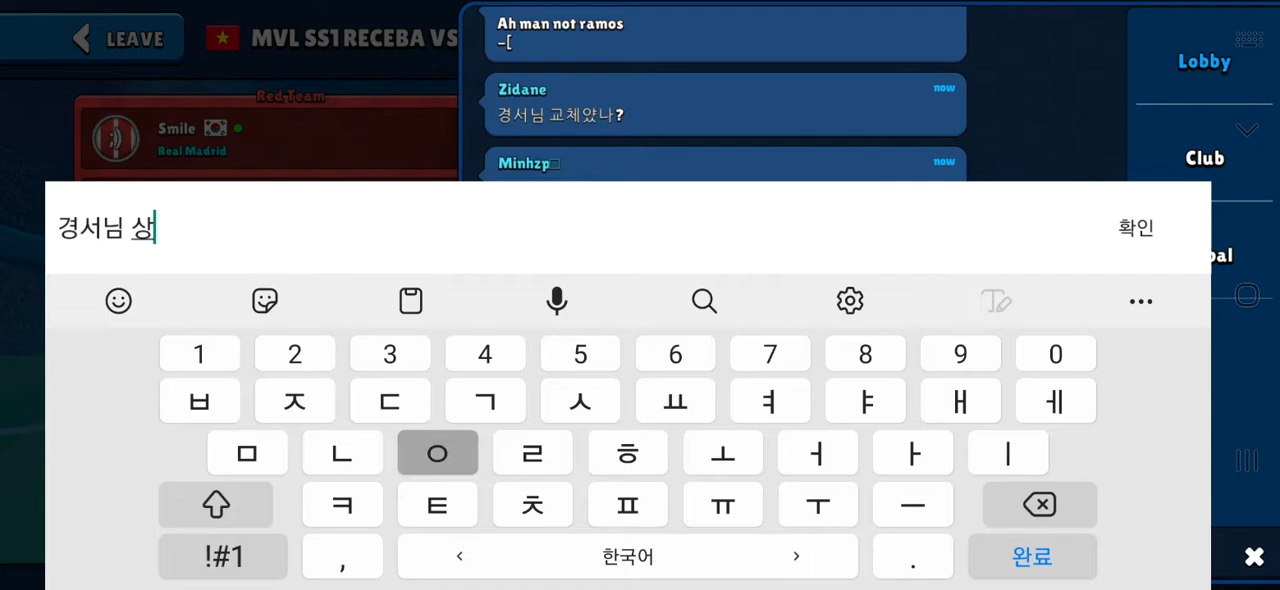 LEAVE
MVL SS1 RECEBA VS
Red Team
Smile
Real Madrid
Ah man not ramos
-[
Zidane
now
경서님 교체얐나?
Minhzp
now
Lobby
Club
bal
경서님 상
확인
1 2 3 4 5 6 7 8 9 0
ㅂ ㅈ ㄷ ㄱ ㅅ ㅛ ㅕ ㅑ ㅐ ㅔ
ㅁ ㄴ ㅇ ㄹ ㅎ ㅗ ㅓ ㅏ ㅣ
ㅋ ㅌ ㅊ ㅍ ㅠ ㅜ ㅡ
!#1 , < 한국어 > . 완료